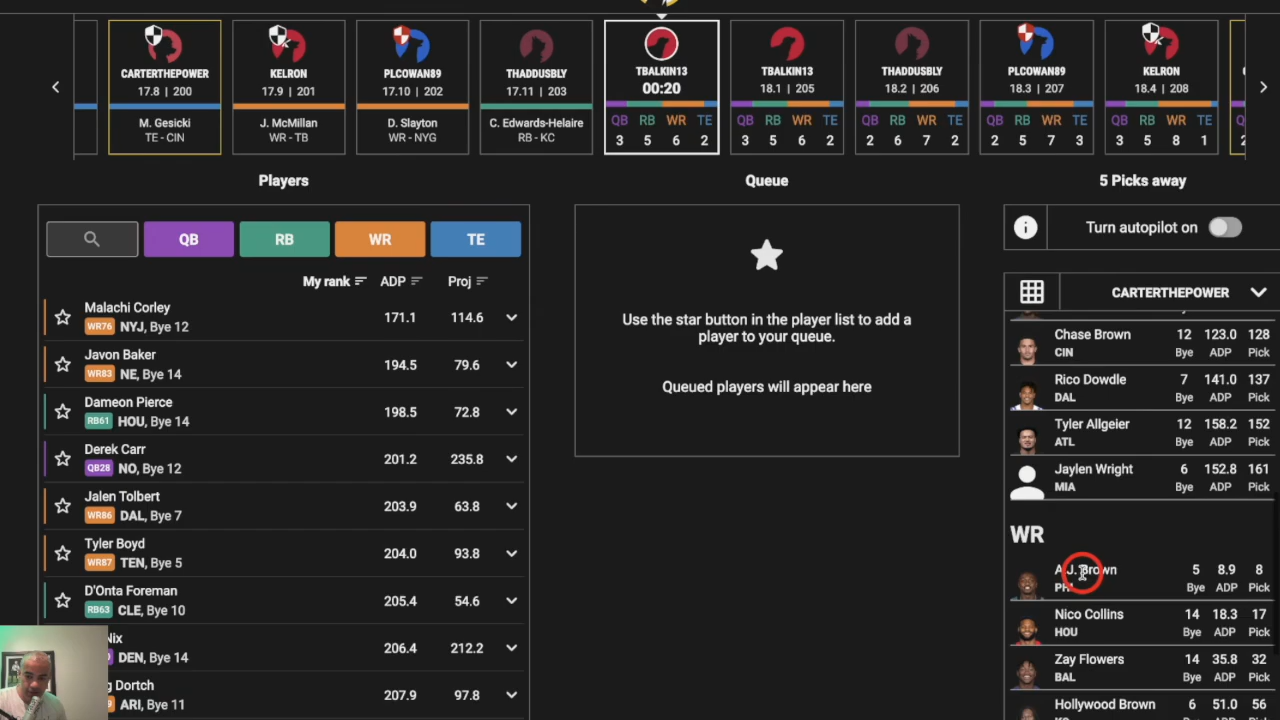 CARTERTHEPOWER
17.8 | 200
M. Gesicki
TE - CIN
KELRON
17.9 | 201
J. McMillan
WR - TB
PLCOWAN89
17.10 | 202
D. Slayton
WR - NYG
THADDUSBLY
17.11 | 203
C. Edwards-Helaire
RB - KC
TBALKIN13
00:20
QB RB WR TE
3 5 6 2
TBALKIN13
18.1 | 205
QB RB WR TE
3 5 6 2
THADDUSBLY
18.2 | 206
QB RB WR TE
2 6 7 2
PLCOWAN89
18.3 | 207
QB RB WR TE
2 5 7 3
KELRON
18.4 | 208
QB RB WR TE
3 5 8 1
Players
QB RB WR TE
My rank ADP Proj
Malachi Corley
WR76 NYJ, Bye 12 171.1 114.6
Javon Baker
WR83 NE, Bye 14 194.5 79.6
Dameon Pierce
RB61 HOU, Bye 14 198.5 72.8
Derek Carr
QB28 NO, Bye 12 201.2 235.8
Jalen Tolbert
WR86 DAL, Bye 7 203.9 63.8
Tyler Boyd
WR87 TEN, Bye 5 204.0 93.8
D'Onta Foreman
RB63 CLE, Bye 10 205.4 54.6
Nix
DEN, Bye 14 206.4 212.2
Dortch
ARI, Bye 11 207.9 97.8
Queue
Use the star button in the player list to add a
player to your queue.
Queued players will appear here
5 Picks away
Turn autopilot on
CARTERTHEPOWER
Chase Brown 12 123.0 128
CIN Bye ADP Pick
Rico Dowdle 7 141.0 137
DAL Bye ADP Pick
Tyler Allgeier 12 158.2 152
ATL Bye ADP Pick
Jaylen Wright 6 152.8 161
MIA Bye ADP Pick
WR
A.J. Brown 5 8.9 8
PHI Bye ADP Pick
Nico Collins 14 18.3 17
HOU Bye ADP Pick
Zay Flowers 14 35.8 32
BAL Bye ADP Pick
Hollywood Brown 6 51.0 56